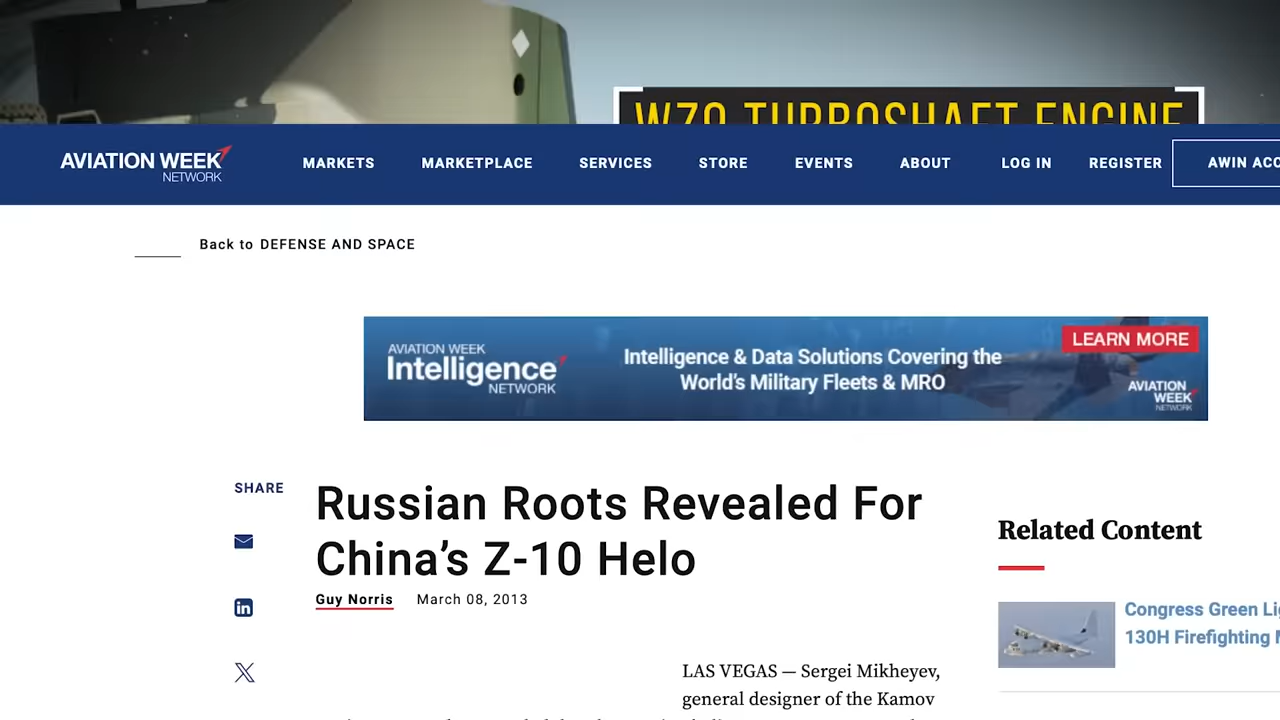 WZ9 TURBOSHAFT ENGINE
AVIATION WEEK
NETWORK
MARKETS
MARKETPLACE
SERVICES
STORE
EVENTS
ABOUT
LOG IN
REGISTER
AWIN ACC
Back to DEFENSE AND SPACE
AVIATION WEEK
Intelligence
NETWORK
Intelligence & Data Solutions Covering the
World's Military Fleets & MRO
LEARN MORE
AVIATION
WEEK
NETWORK
SHARE
Russian Roots Revealed For
China's Z-10 Helo
Guy Norris March 08, 2013
LAS VEGAS — Sergei Mikheyev,
general designer of the Kamov
Related Content
Congress Green Lig
130H Firefighting M